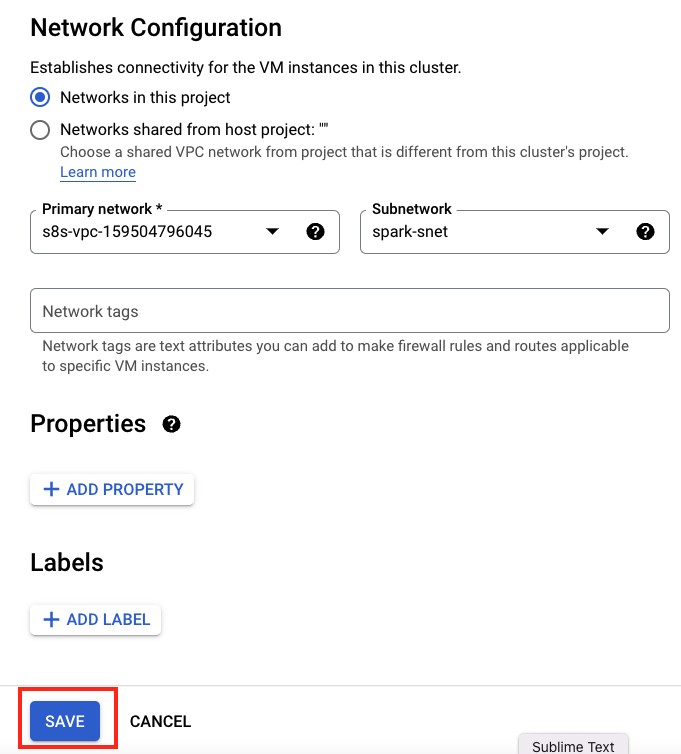 Network Configuration
Establishes connectivity for the VM instances in this cluster.
Networks in this project
Networks shared from host project: ""
Choose a shared VPC network from project that is different from this cluster's project.
Learn more
Primary network * Subnetwork
s8s-vpc-159504796045 spark-snet
Network tags
Network tags are text attributes you can add to make firewall rules and routes applicable
to specific VM instances.
Properties
+ ADD PROPERTY
Labels
+ ADD LABEL
SAVE CANCEL
Sublime Text